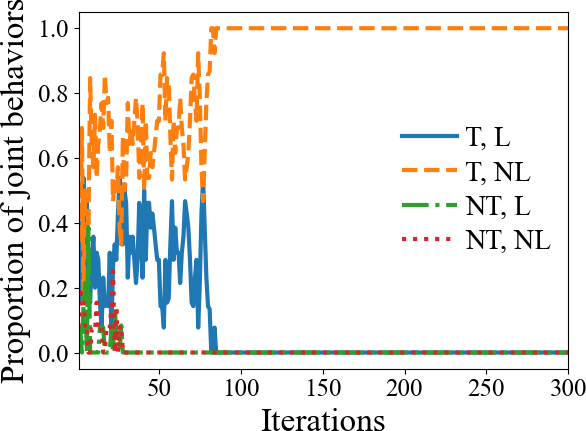 Proportion of joint behaviors
1.0
0.8
0.6
0.4
0.2
0.0
T, L
T, NL
NT, L
NT, NL
50 100 150 200 250 300
Iterations